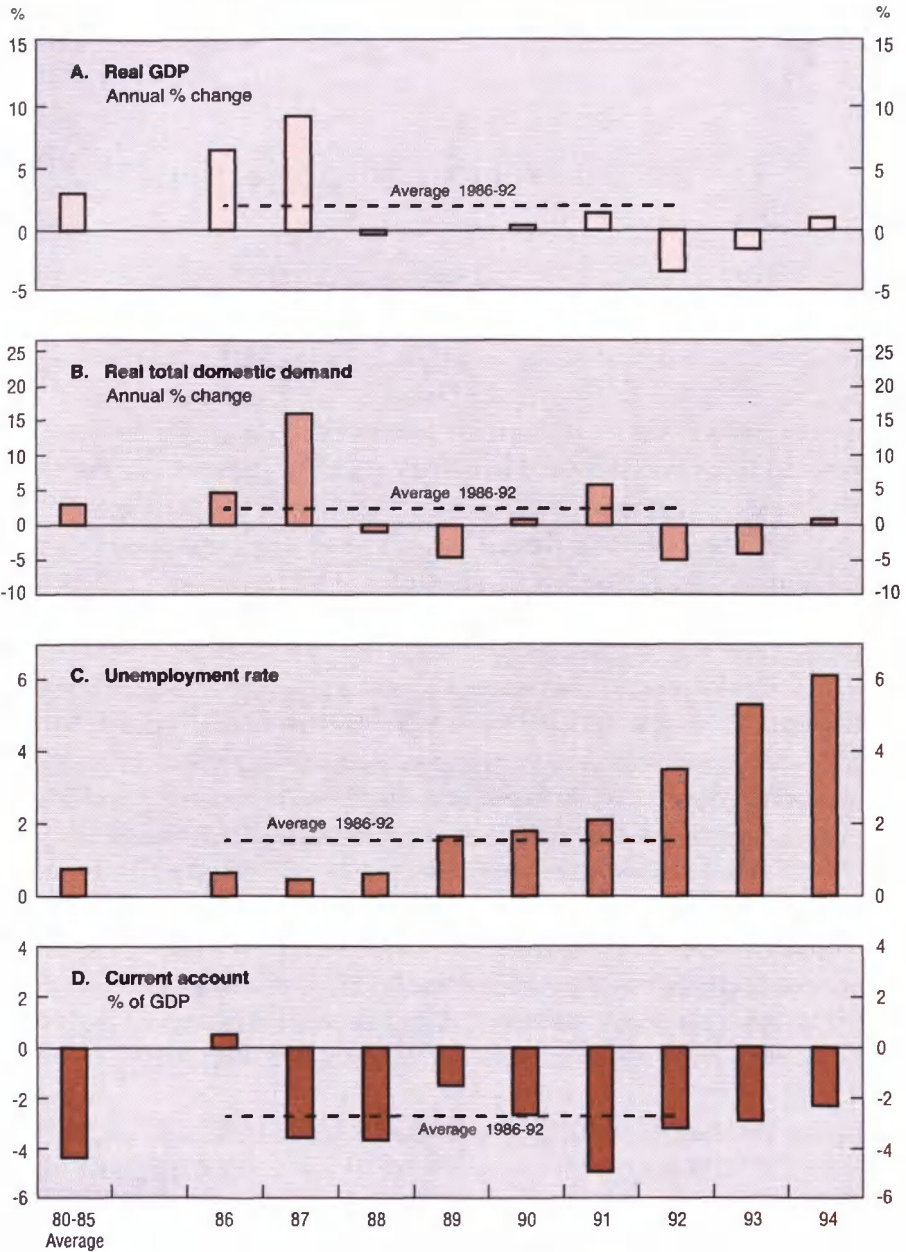 % %
15 15
A. Real GDP
Annual % change
10 10
5 5
Average 1986-92
0 0
-5 -5
25 25
B. Real total domestic demand
20 20
Annual % change
15 15
10 10
5 5
Average 1986-92
0 0
-5 -5
-10 -10
6 6
C. Unemployment rate
4 4
2 2
Average 1986-92
0 0
4 4
D. Current account
2 2
% of GDP
0 0
-2 -2
Average 1986-92
-4 -4
-6 -6
80-85 86 87 88 89 90 91 92 93 94
Average